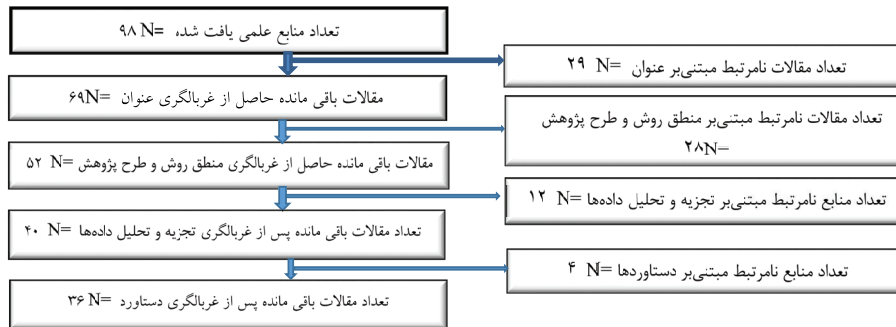 تعداد منابع علمی یافت شده N= ۹۸
تعداد مقالات نامرتبط مبتنی‌بر عنوان N= ۲۹
مقالات باقی مانده حاصل از غربالگری عنوان N= ۶۹
تعداد مقالات نامرتبط مبتنی‌بر منطق روش و طرح پژوهش
N= ۲۸
مقالات باقی مانده حاصل از غربالگری منطق روش و طرح پژوهش N= ۵۲
تعداد منابع نامرتبط مبتنی‌بر تجزیه و تحلیل داده‌ها N= ۱۲
تعداد مقالات باقی مانده پس از غربالگری تجزیه و تحلیل داده‌ها N= ۴۰
تعداد منابع نامرتبط مبتنی‌بر دستاوردها N= ۴
تعداد مقالات باقی مانده پس از غربالگری دستاورد N= ۳۶